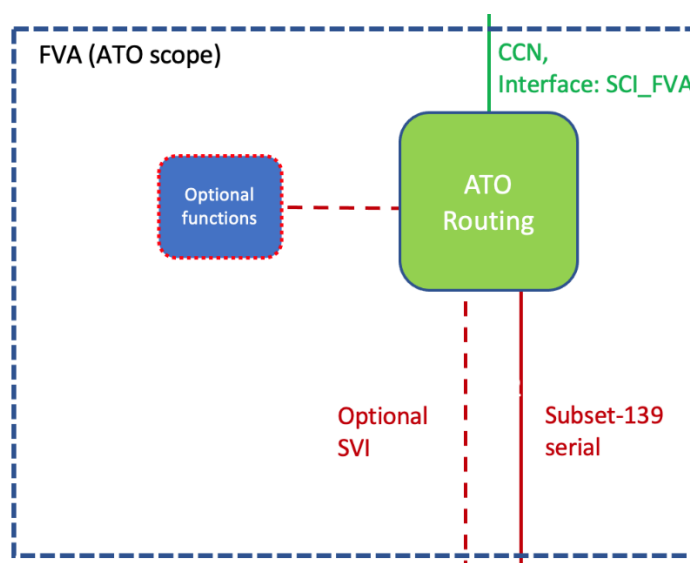 FVA (ATO scope)
CCN,
Interface: SCI_FVA
ATO
Routing
Optional
functions
Optional
SVI
Subset-139
serial